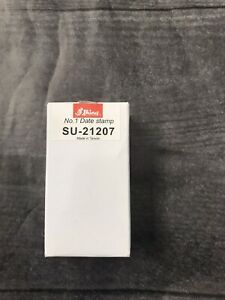 Shiny
No.1 Date stamp
SU-21207
Made in Taiwan